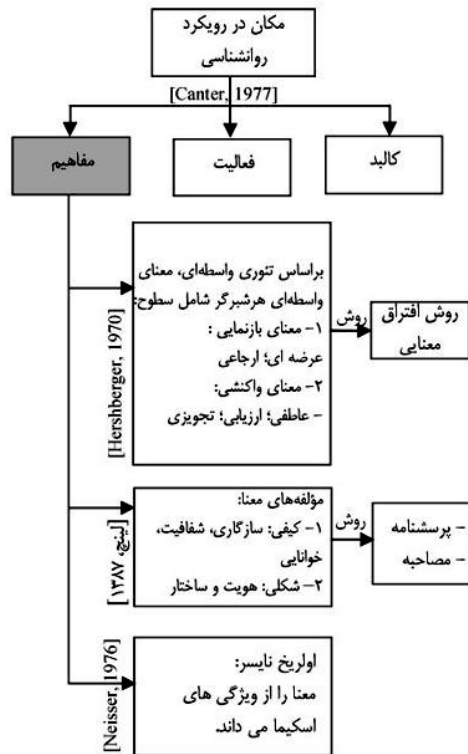 مکان در رویکرد
روانشناسی
[Canter, 1977]
کالبد
فعالیت
مفاهیم
[Hershberger, 1970]
براساس تئوری واسطه‌ای، معنای
واسطه‌ای هرشبرگر شامل سطوح:
۱- معنای بازنمایی :
عرضه ای؛ ارجاعی
۲- معنای واکنشی:
- عاطفی؛ ارزیابی؛ تجویزی
روش
روش افتراق
معنایی
[لینچ، ۱۳۸۷]
مؤلفه‌های معنا:
۱- کیفی: سازگاری، شفافیت،
خوانایی
۲- شکلی: هویت و ساختار
روش
- پرسشنامه
- مصاحبه
[Neisser, 1976]
اولریخ نایسر:
معنا را از ویژگی های
اسکیما می داند.